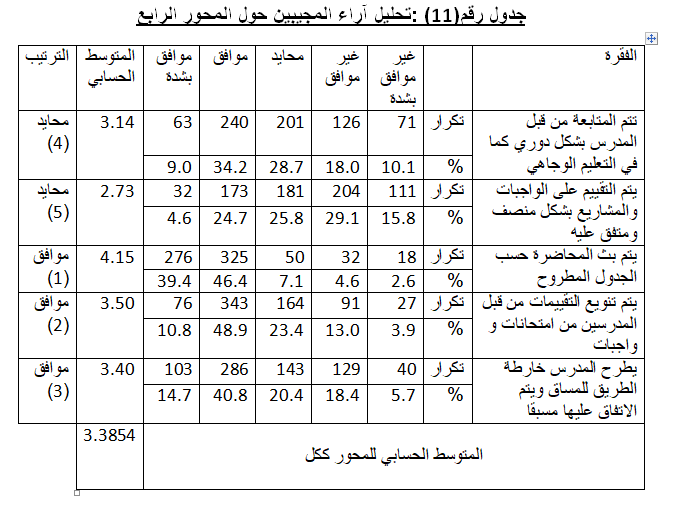 جدول رقم(11) :تحليل آراء المجيبين حول المحور الرابع
الفقرة غير موافق بشدة غير موافق محايد موافق موافق بشدة المتوسط الحسابي الترتيب
تتم المتابعة من قبل المدرس بشكل دوري كما في التعليم الوجاهي تكرار 71 126 201 240 63 3.14 محايد (4)
% 10.1 18.0 28.7 34.2 9.0
يتم التقييم على الواجبات والمشاريع بشكل منصف ومتفق عليه تكرار 111 204 181 173 32 2.73 محايد (5)
% 15.8 29.1 25.8 24.7 4.6
يتم بث المحاضرة حسب الجدول المطروح تكرار 18 32 50 325 276 4.15 موافق (1)
% 2.6 4.6 7.1 46.4 39.4
يتم تنويع التقييمات من قبل المدرسين من امتحانات و واجبات تكرار 27 91 164 343 76 3.50 موافق (2)
% 3.9 13.0 23.4 48.9 10.8
يطرح المدرس خارطة الطريق للمساق ويتم الاتفاق عليها مسبقا تكرار 40 129 143 286 103 3.40 موافق (3)
% 5.7 18.4 20.4 40.8 14.7
المتوسط الحسابي للمحور ككل 3.3854